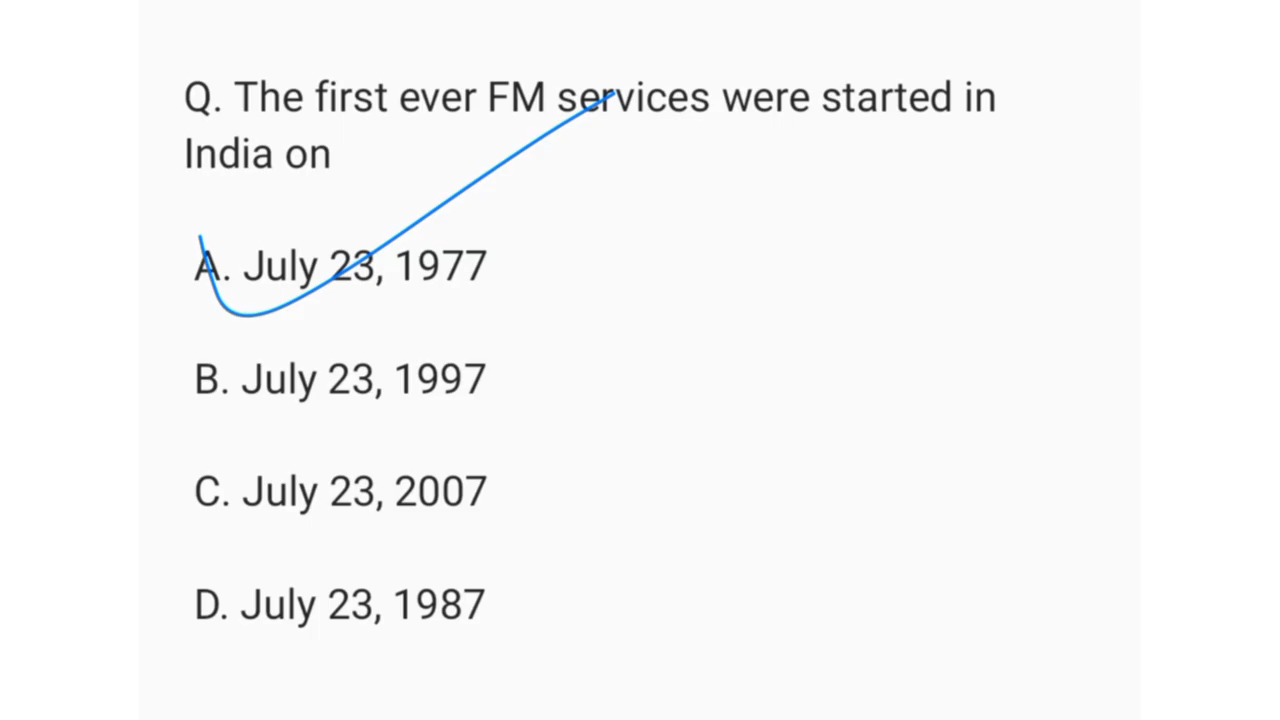 Q. The first ever FM services were started in
India on
A. July 23, 1977
B. July 23, 1997
C. July 23, 2007
D. July 23, 1987